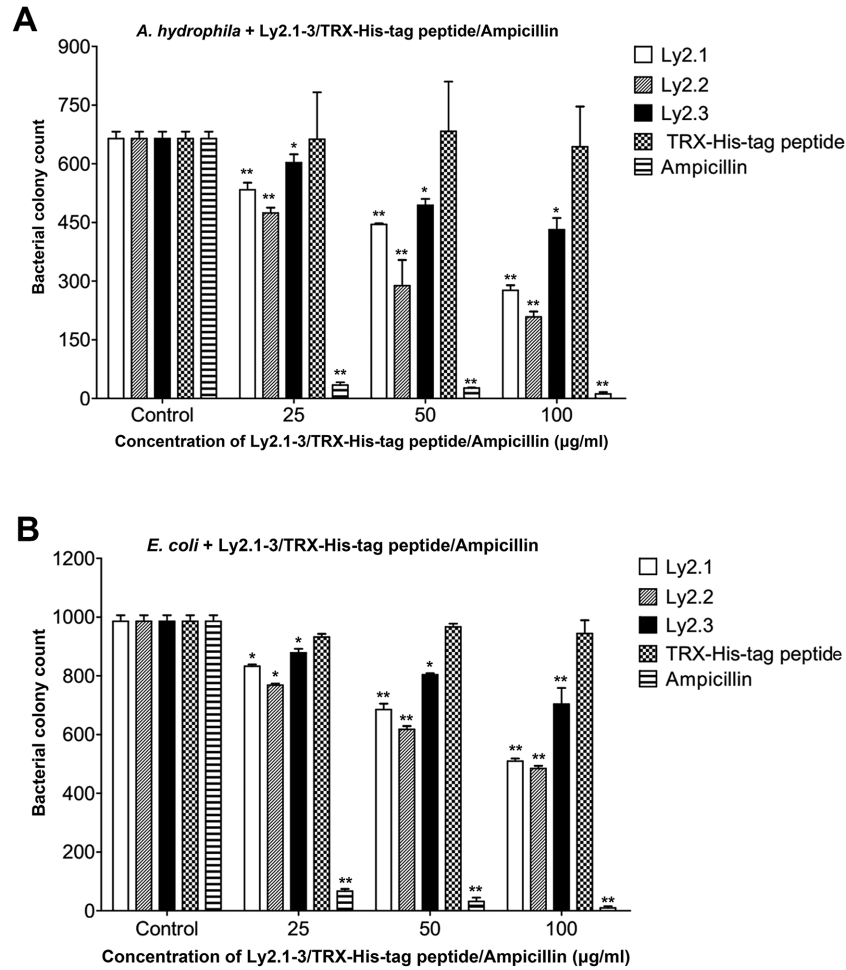 A
A. hydrophila + Ly2.1-3/TRX-His-tag peptide/Ampicillin
Bacterial colony count
900
750
600
450
300
150
0
** ** *
** ** *
** ** *
** ** **
Control 25 50 100
Concentration of Ly2.1-3/TRX-His-tag peptide/Ampicillin (µg/ml)
Ly2.1
Ly2.2
Ly2.3
TRX-His-tag peptide
Ampicillin
B
E. coli + Ly2.1-3/TRX-His-tag peptide/Ampicillin
Bacterial colony count
1200
1000
800
600
400
200
0
* * *
** ** *
** ** **
** ** **
Control 25 50 100
Concentration of Ly2.1-3/TRX-His-tag peptide/Ampicillin (µg/ml)
Ly2.1
Ly2.2
Ly2.3
TRX-His-tag peptide
Ampicillin